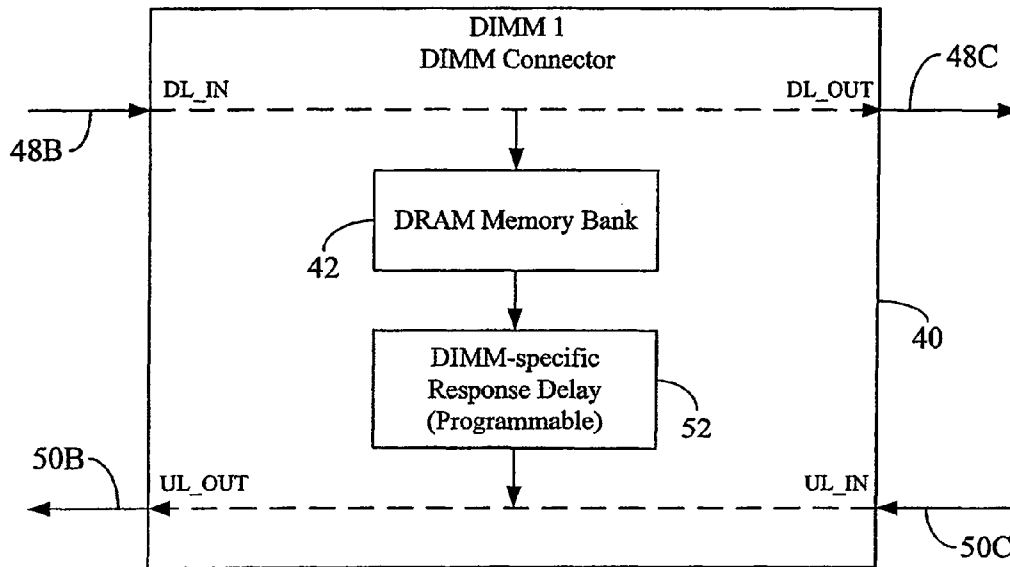 DIMM 1
DIMM Connector
48C
DL_IN
DL_OUT
48B
DRAM Memory Bank
42
40
DIMM-specific
Response Delay
(Programmable)
52
50B
UL_OUT
UL_IN
50C